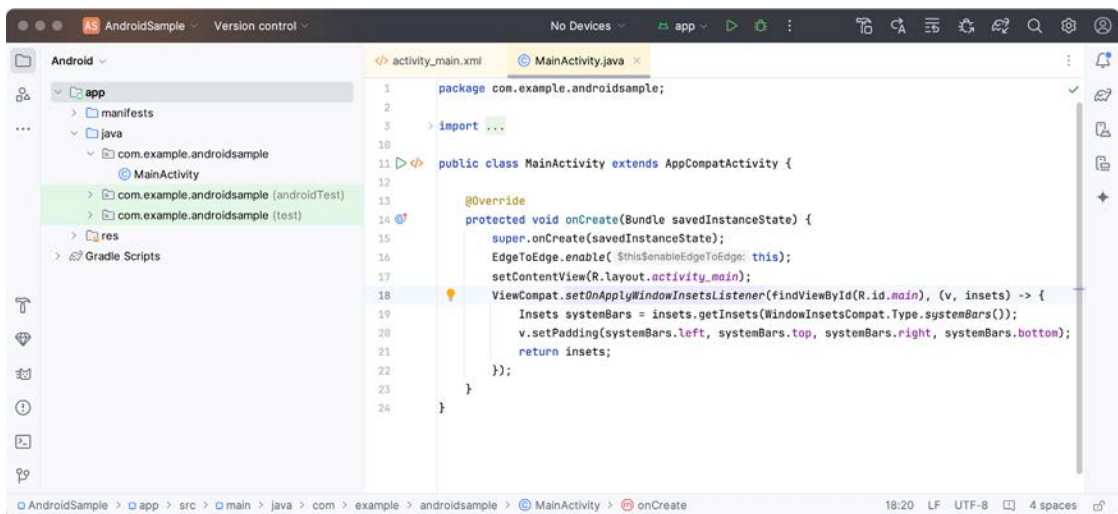 AS AndroidSample Version control No Devices app
Android
app
manifests
java
com.example.androidsample
MainActivity
com.example.androidsample (androidTest)
com.example.androidsample (test)
res
Gradle Scripts
activity_main.xml MainActivity.java
1 package com.example.androidsample;
2
3 import ...
10
11 public class MainActivity extends AppCompatActivity {
12
13 @Override
14 protected void onCreate(Bundle savedInstanceState) {
15 super.onCreate(savedInstanceState);
16 EdgeToEdge.enable( $this$enableEdgeToEdge: this);
17 setContentView(R.layout.activity_main);
18 ViewCompat.setOnApplyWindowInsetsListener(findViewById(R.id.main), (v, insets) -> {
19 Insets systemBars = insets.getInsets(WindowInsetsCompat.Type.systemBars());
20 v.setPadding(systemBars.left, systemBars.top, systemBars.right, systemBars.bottom);
21 return insets;
22 });
23 }
24 }
AndroidSample > app > src > main > java > com > example > androidsample > MainActivity > onCreate 18:20 LF UTF-8 4 spaces